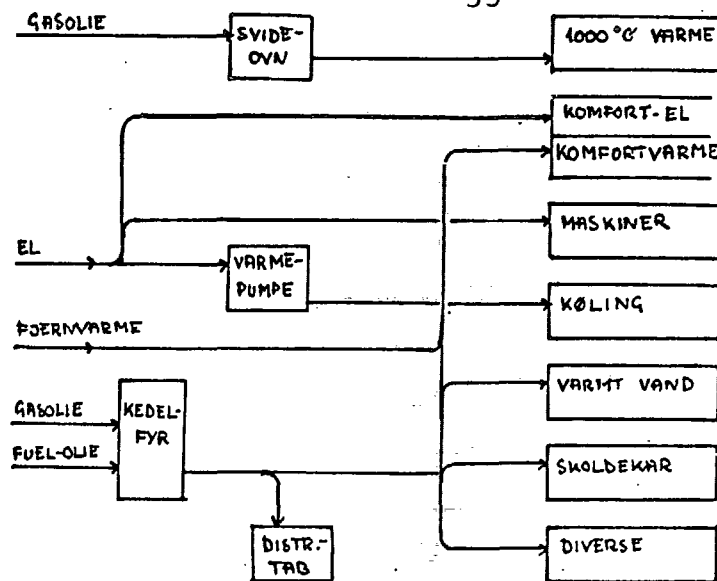 GASOLIE
SVIDE-
OVN
1000°C VARME
KOMFORT-EL
KOMFORTVARME
MASKINER
EL
VARME-
PUMPE
KØLING
FJERNVARME
VARMT VAND
GASOLIE
KEDEL-
FYR
FUEL-OLIE
SKOLDEKAR
DISTR.-
TAB
DIVERSE